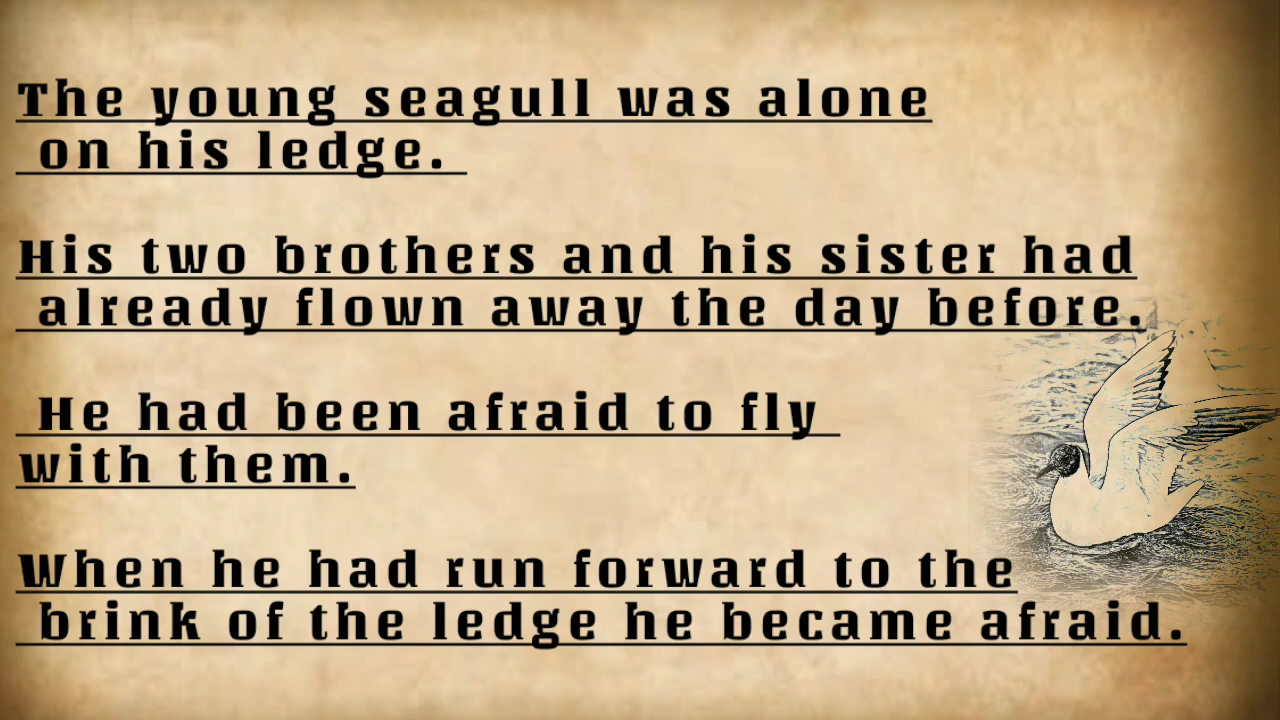 The young seagull was alone
on his ledge.
His two brothers and his sister had
already flown away the day before.
He had been afraid to fly
with them.
When he had run forward to the
brink of the ledge he became afraid.